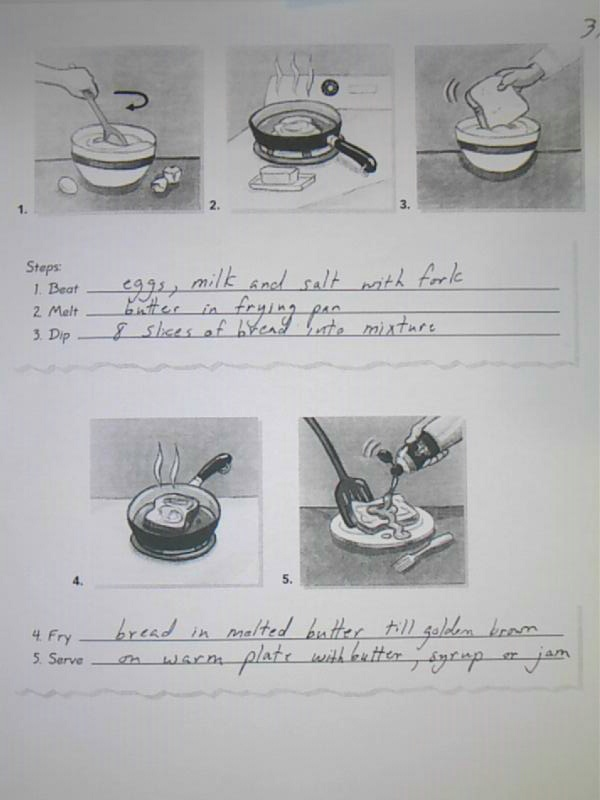 3.
1. 2. 3.
Steps:
1. Beat eggs, milk and salt with fork
2. Melt butter in frying pan
3. Dip 8 slices of bread into mixture
4. 5.
4. Fry bread in melted butter till golden brown
5. Serve on warm plate with butter, syrup or jam